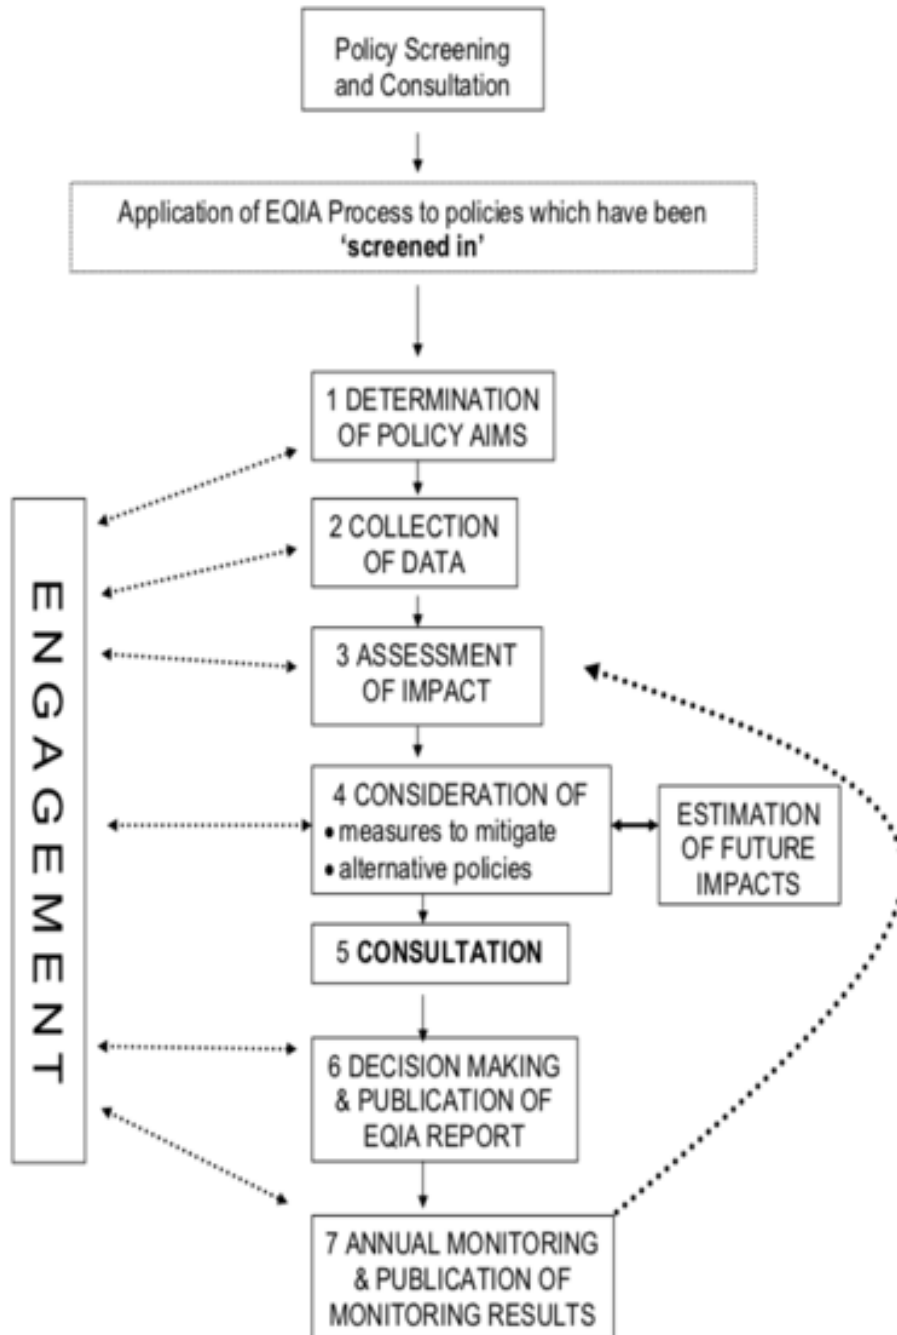 Policy Screening
and Consultation
Application of EQIA Process to policies which have been
‘screened in’
1 DETERMINATION
OF POLICY AIMS
2 COLLECTION
OF DATA
3 ASSESSMENT
OF IMPACT
4 CONSIDERATION OF
• measures to mitigate
• alternative policies
ESTIMATION
OF FUTURE
IMPACTS
5 CONSULTATION
6 DECISION MAKING
& PUBLICATION OF
EQIA REPORT
7 ANNUAL MONITORING
& PUBLICATION OF
MONITORING RESULTS
ENGAGEMENT